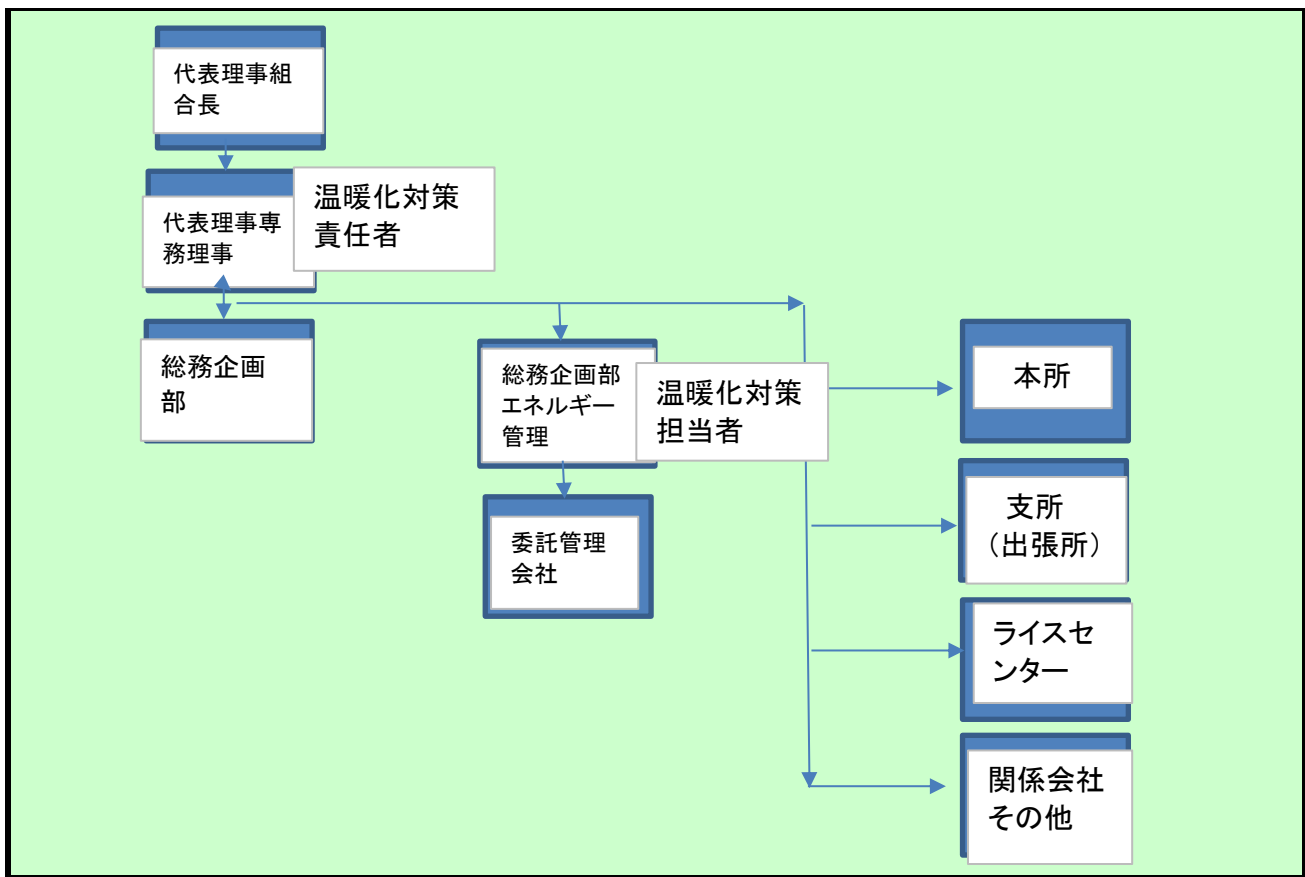 代表理事組
合長
代表理事専
務理事
温暖化対策
責任者
総務企画
部
総務企画部
エネルギー
管理
温暖化対策
担当者
委託管理
会社
本所
支所
（出張所）
ライスセ
ンター
関係会社
その他